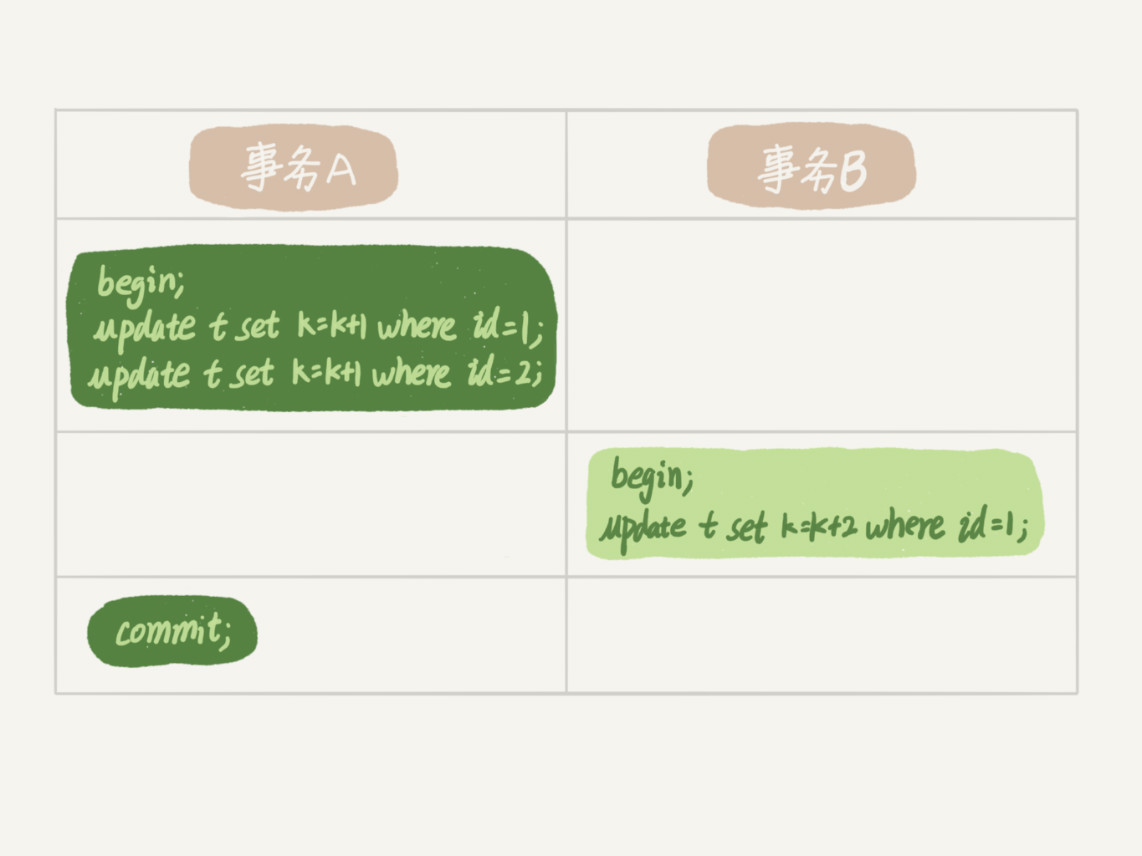 事务A
事务B
begin;
update t set k=k+1 where id=1;
update t set k=k+1 where id=2;
begin;
update t set k=k+2 where id=1;
commit;